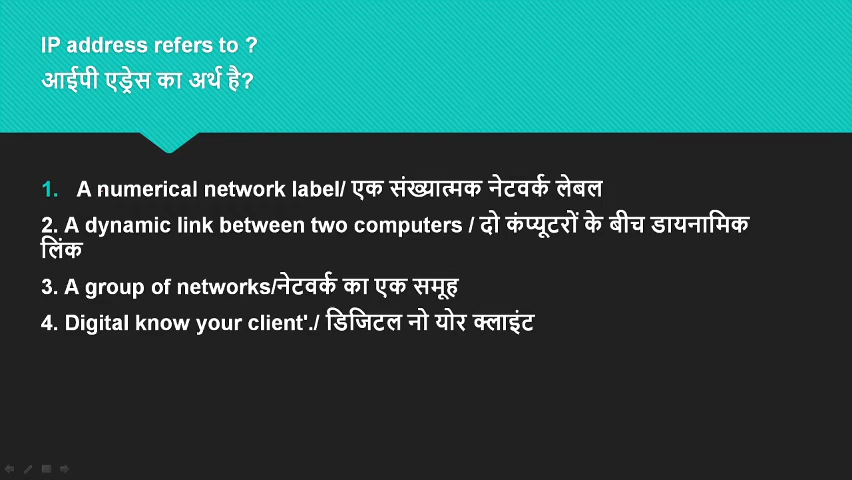 IP address refers to ?
आईपी एड्रेस का अर्थ है?
1. A numerical network label/ एक संख्यात्मक नेटवर्क लेबल
2. A dynamic link between two computers / दो कंप्यूटरों के बीच डायनामिक
लिंक
3. A group of networks/नेटवर्क का एक समूह
4. Digital know your client'./ डिजिटल नो योर क्लाइंट